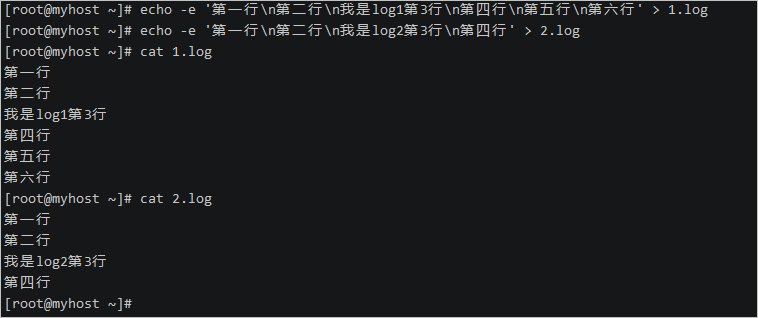 [root@myhost ~]# echo -e '第一行\n第二行\n我是log1第3行\n第四行\n第五行\n第六行' > 1.log
[root@myhost ~]# echo -e '第一行\n第二行\n我是log2第3行\n第四行' > 2.log
[root@myhost ~]# cat 1.log
第一行
第二行
我是log1第3行
第四行
第五行
第六行
[root@myhost ~]# cat 2.log
第一行
第二行
我是log2第3行
第四行
[root@myhost ~]#